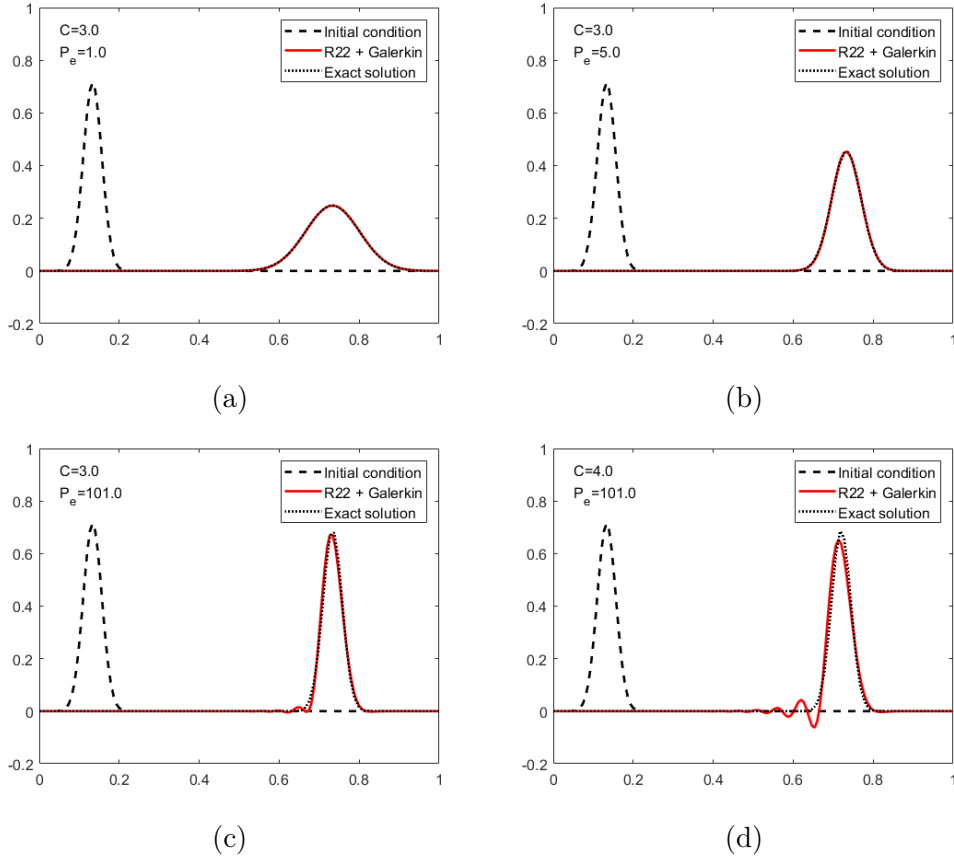 1
0.8
0.6
0.4
0.2
0
-0.2
0 0.2 0.4 0.6 0.8 1
C=3.0
P_e=1.0
Initial condition
R22 + Galerkin
Exact solution
(a)
1
0.8
0.6
0.4
0.2
0
-0.2
0 0.2 0.4 0.6 0.8 1
C=3.0
P_e=5.0
Initial condition
R22 + Galerkin
Exact solution
(b)
1
0.8
0.6
0.4
0.2
0
-0.2
0 0.2 0.4 0.6 0.8 1
C=3.0
P_e=101.0
Initial condition
R22 + Galerkin
Exact solution
(c)
1
0.8
0.6
0.4
0.2
0
-0.2
0 0.2 0.4 0.6 0.8 1
C=4.0
P_e=101.0
Initial condition
R22 + Galerkin
Exact solution
(d)